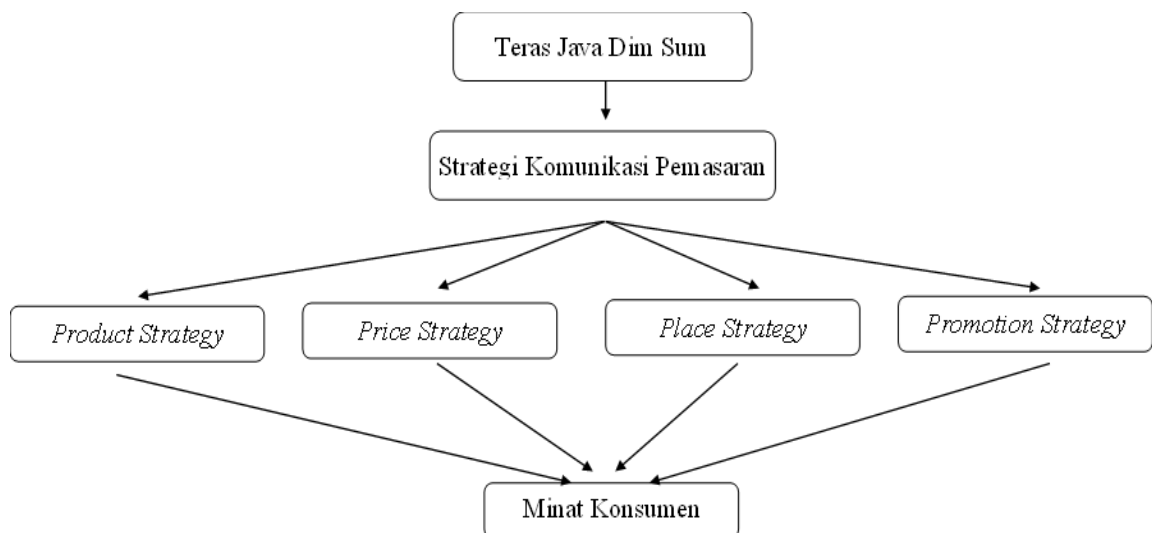 Teras Java Dim Sum
Strategi Komunikasi Pemasaran
Product Strategy
Price Strategy
Place Strategy
Promotion Strategy
Minat Konsumen